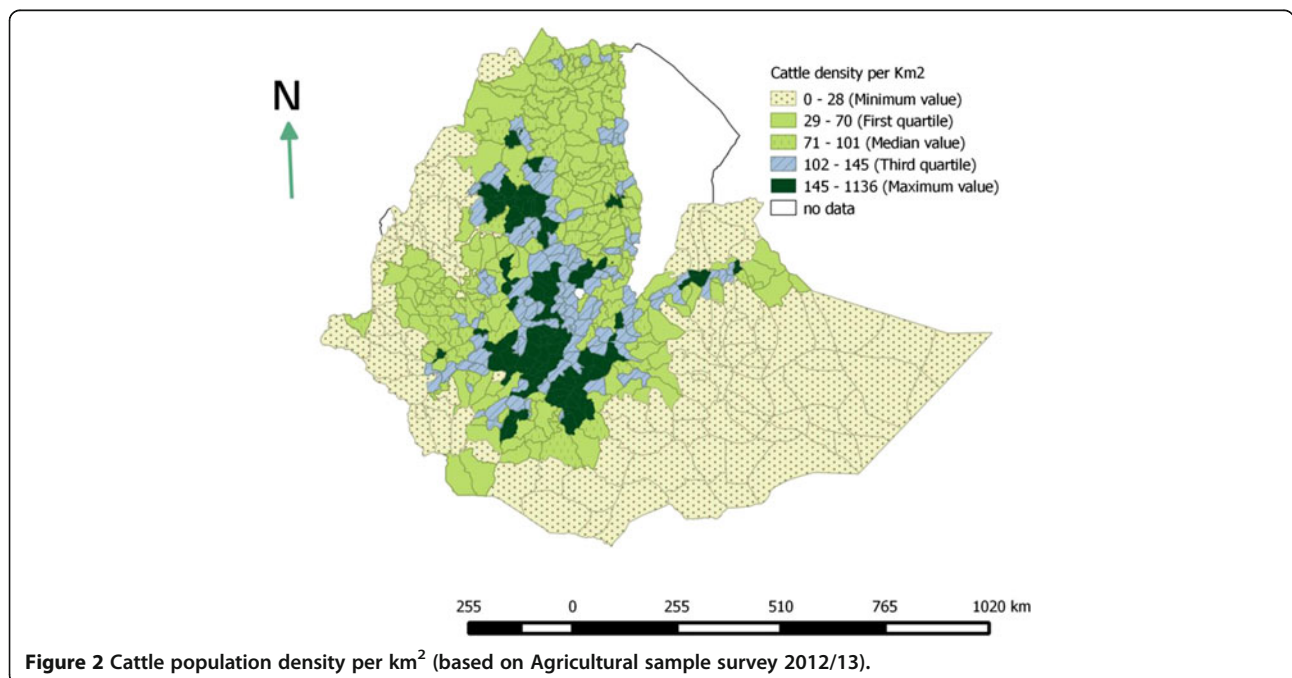 N
Cattle density per Km2
0 - 28 (Minimum value)
29 - 70 (First quartile)
71 - 101 (Median value)
102 - 145 (Third quartile)
145 - 1136 (Maximum value)
no data
255 0 255 510 765 1020 km
Figure 2 Cattle population density per km² (based on Agricultural sample survey 2012/13).